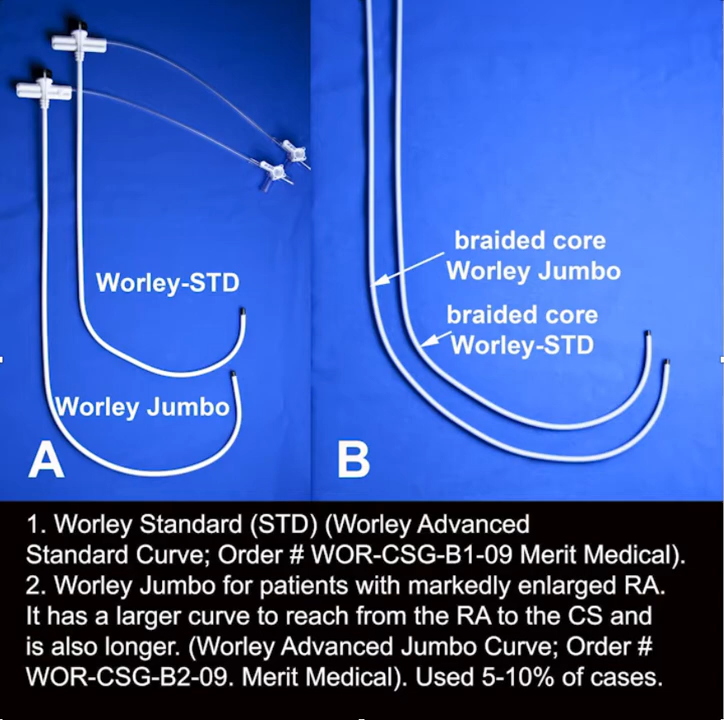 Worley-STD
Worley Jumbo
A
braided core
Worley Jumbo
braided core
Worley-STD
B
1. Worley Standard (STD) (Worley Advanced
Standard Curve; Order # WOR-CSG-B1-09 Merit Medical).
2. Worley Jumbo for patients with markedly enlarged RA.
It has a larger curve to reach from the RA to the CS and
is also longer. (Worley Advanced Jumbo Curve; Order #
WOR-CSG-B2-09. Merit Medical). Used 5-10% of cases.